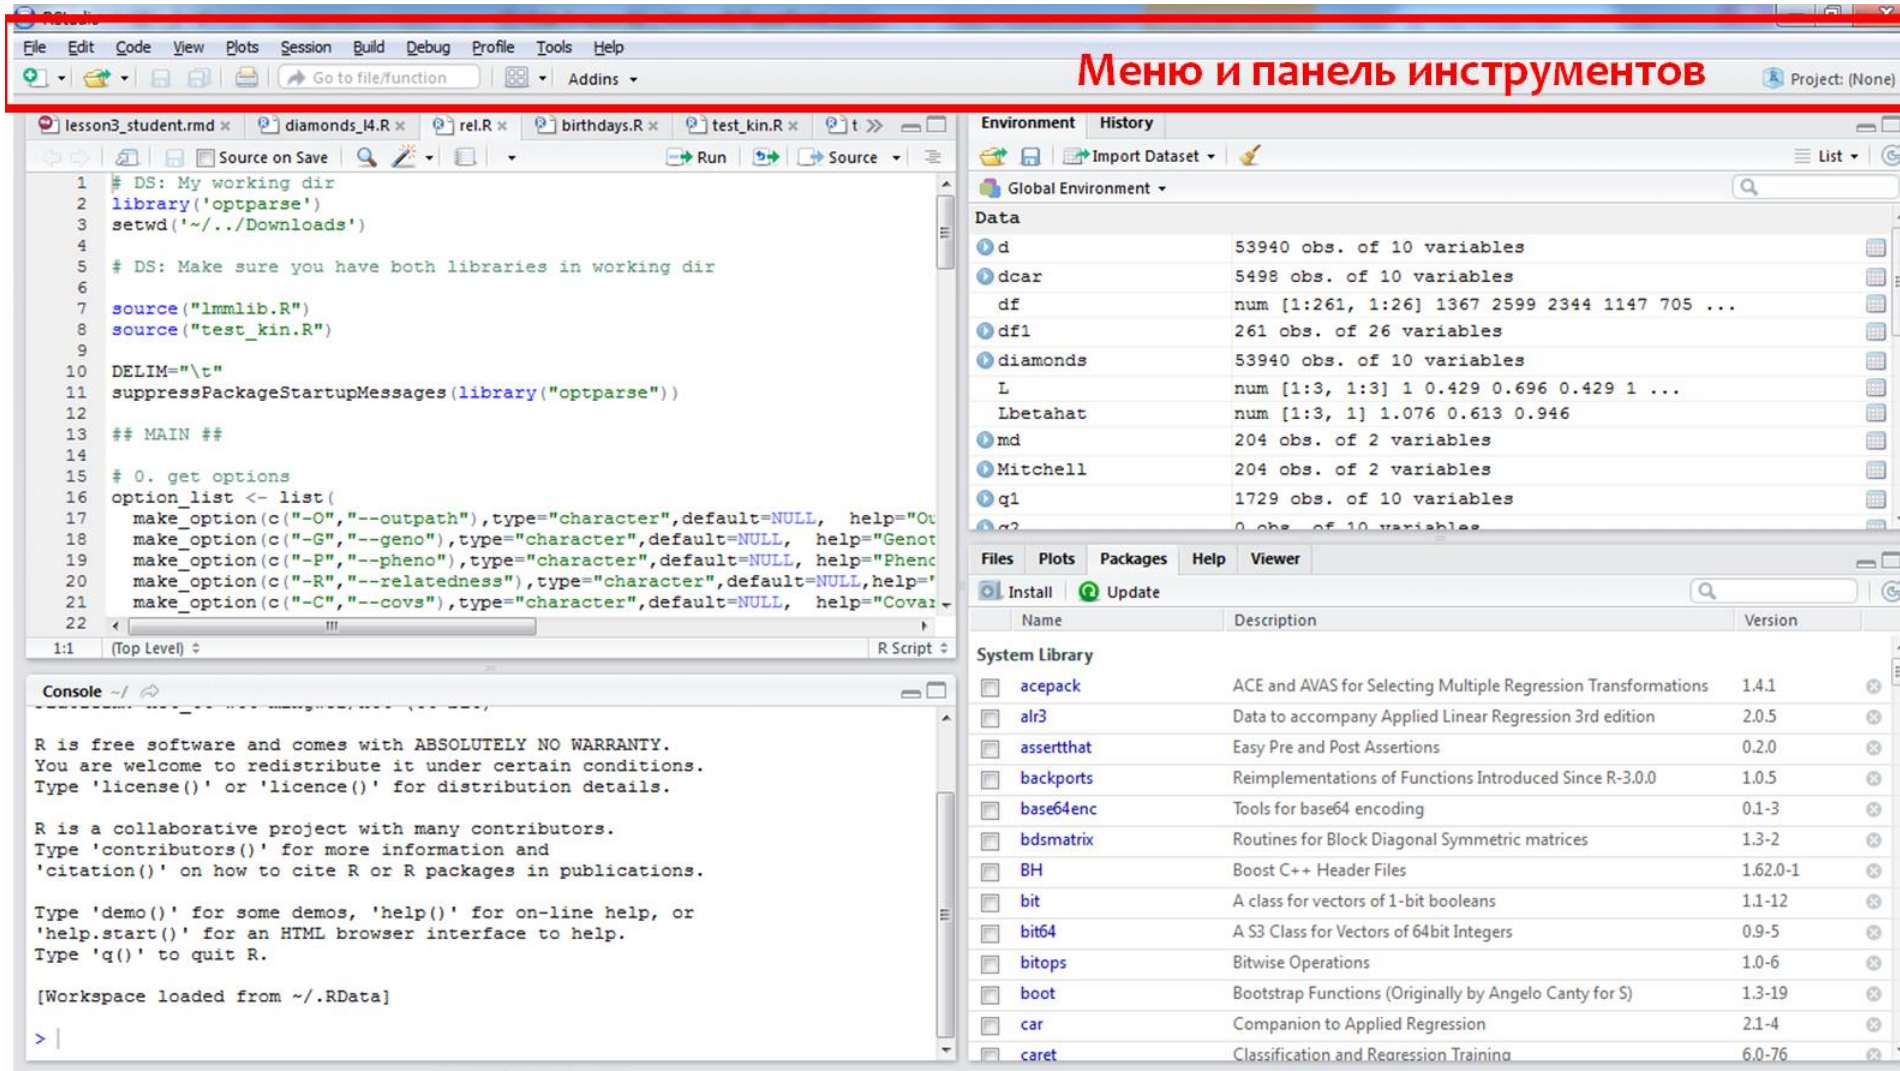 RStudio
File Edit Code View Plots Session Build Debug Profile Tools Help
Go to file/function Addins
Меню и панель инструментов
Project: (None)
lesson3_student.rmd diamonds_l4.R rel.R birthdays.R test_kin.R t
Source on Save Run Source
1 # DS: My working dir
2 library('optparse')
3 setwd('~/../Downloads')
4
5 # DS: Make sure you have both libraries in working dir
6
7 source("lmmlib.R")
8 source("test_kin.R")
9
10 DELIM="\t"
11 suppressPackageStartupMessages(library("optparse"))
12
13 ## MAIN ##
14
15 # 0. get options
16 option_list <- list(
17 make_option(c("-O","--outpath"),type="character",default=NULL, help="Ou
18 make_option(c("-G","--geno"),type="character",default=NULL, help="Genot
19 make_option(c("-P","--pheno"),type="character",default=NULL, help="Pheno
20 make_option(c("-R","--relatedness"),type="character",default=NULL,help="
21 make_option(c("-C","--covs"),type="character",default=NULL, help="Covar
22
1:1 (Top Level) R Script
Console ~/
R is free software and comes with ABSOLUTELY NO WARRANTY.
You are welcome to redistribute it under certain conditions.
Type 'license()' or 'licence()' for distribution details.
R is a collaborative project with many contributors.
Type 'contributors()' for more information and
'citation()' on how to cite R or R packages in publications.
Type 'demo()' for some demos, 'help()' for on-line help, or
'help.start()' for an HTML browser interface to help.
Type 'q()' to quit R.
[Workspace loaded from ~/.RData]
>
Environment History
Import Dataset List
Global Environment
Data
d 53940 obs. of 10 variables
dcar 5498 obs. of 10 variables
df num [1:261, 1:26] 1367 2599 2344 1147 705 ...
df1 261 obs. of 26 variables
diamonds 53940 obs. of 10 variables
L num [1:3, 1:3] 1 0.429 0.696 0.429 1 ...
Lbetahat num [1:3, 1] 1.076 0.613 0.946
md 204 obs. of 2 variables
Mitchell 204 obs. of 2 variables
q1 1729 obs. of 10 variables
q2 0 obs. of 10 variables
Files Plots Packages Help Viewer
Install Update
Name Description Version
System Library
acepack ACE and AVAS for Selecting Multiple Regression Transformations 1.4.1
alr3 Data to accompany Applied Linear Regression 3rd edition 2.0.5
assertthat Easy Pre and Post Assertions 0.2.0
backports Reimplementations of Functions Introduced Since R-3.0.0 1.0.5
base64enc Tools for base64 encoding 0.1-3
bdsmatrix Routines for Block Diagonal Symmetric matrices 1.3-2
BH Boost C++ Header Files 1.62.0-1
bit A class for vectors of 1-bit booleans 1.1-12
bit64 A S3 Class for Vectors of 64bit Integers 0.9-5
bitops Bitwise Operations 1.0-6
boot Bootstrap Functions (Originally by Angelo Canty for S) 1.3-19
car Companion to Applied Regression 2.1-4
caret Classification and Regression Training 6.0-76